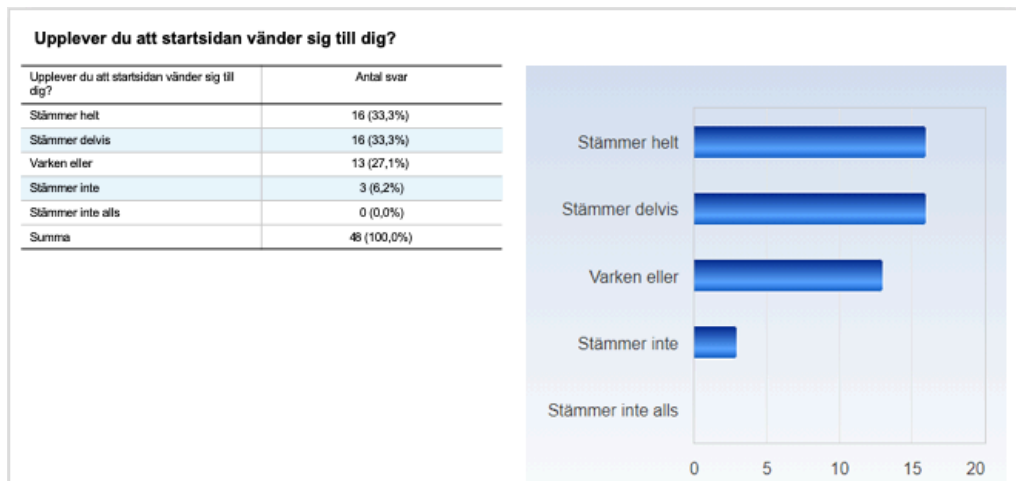 Upplever du att startsidan vänder sig till dig?
Upplever du att startsidan vänder sig till
dig?
Antal svar
Stämmer helt 16 (33,3%)
Stämmer delvis 16 (33,3%)
Varken eller 13 (27,1%)
Stämmer inte 3 (6,2%)
Stämmer inte alls 0 (0,0%)
Summa 48 (100,0%)
Stämmer helt
Stämmer delvis
Varken eller
Stämmer inte
Stämmer inte alls
0 5 10 15 20